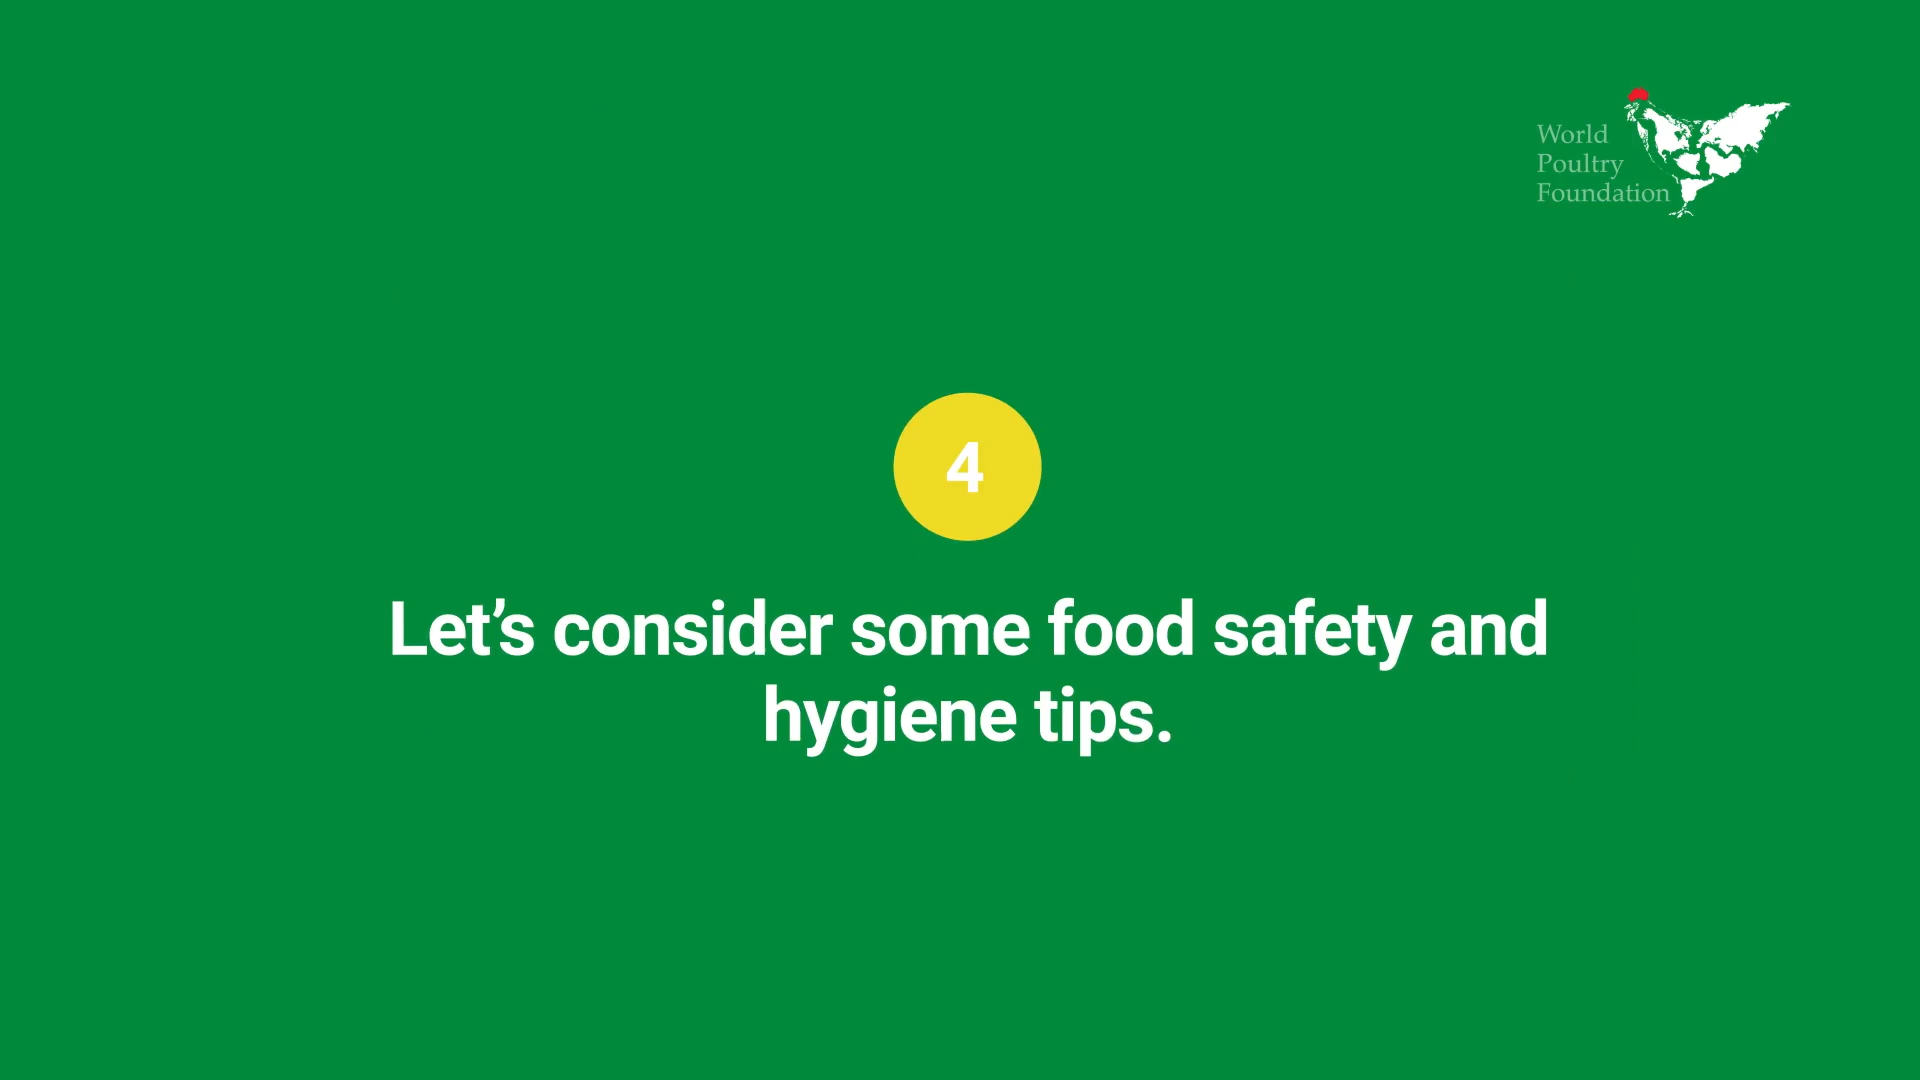 World
Poultry
Foundation
4
Let’s consider some food safety and
hygiene tips.